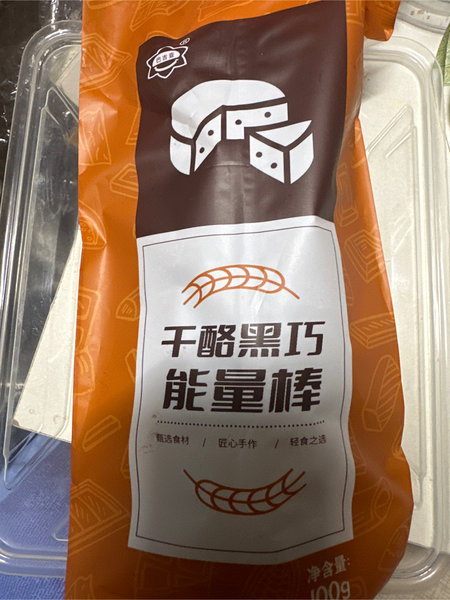 干酪黑巧
能量棒
甄选食材 / 匠心手作 / 轻食之选
净含量:
100g